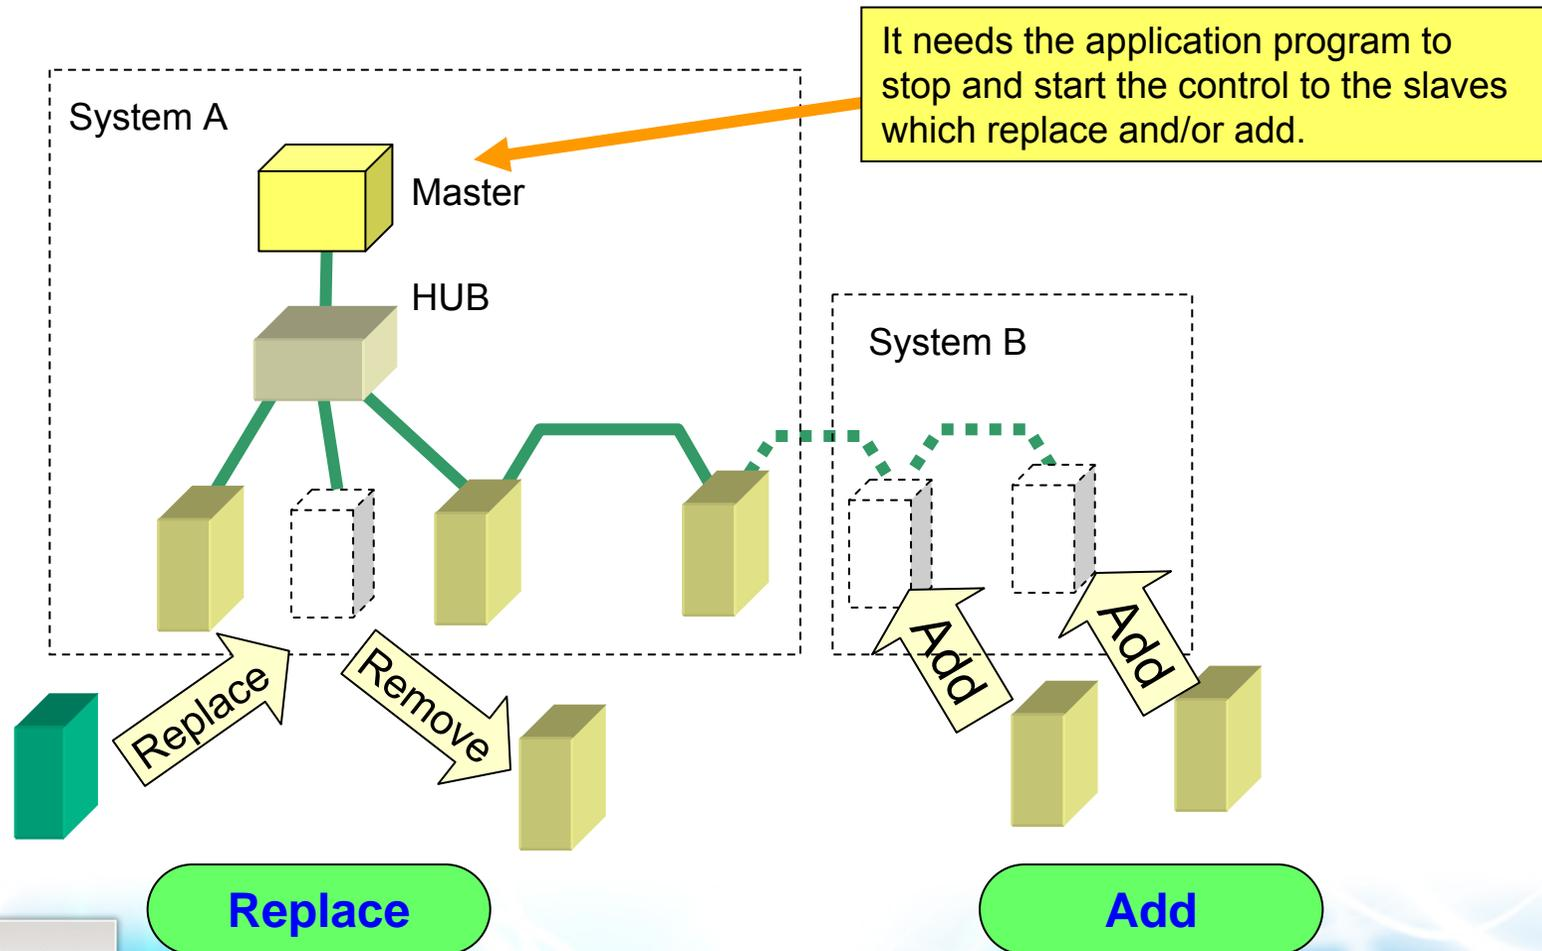 It needs the application program to
stop and start the control to the slaves
which replace and/or add.
System A
Master
HUB
System B
Replace
Remove
Add
Add
Replace
Add